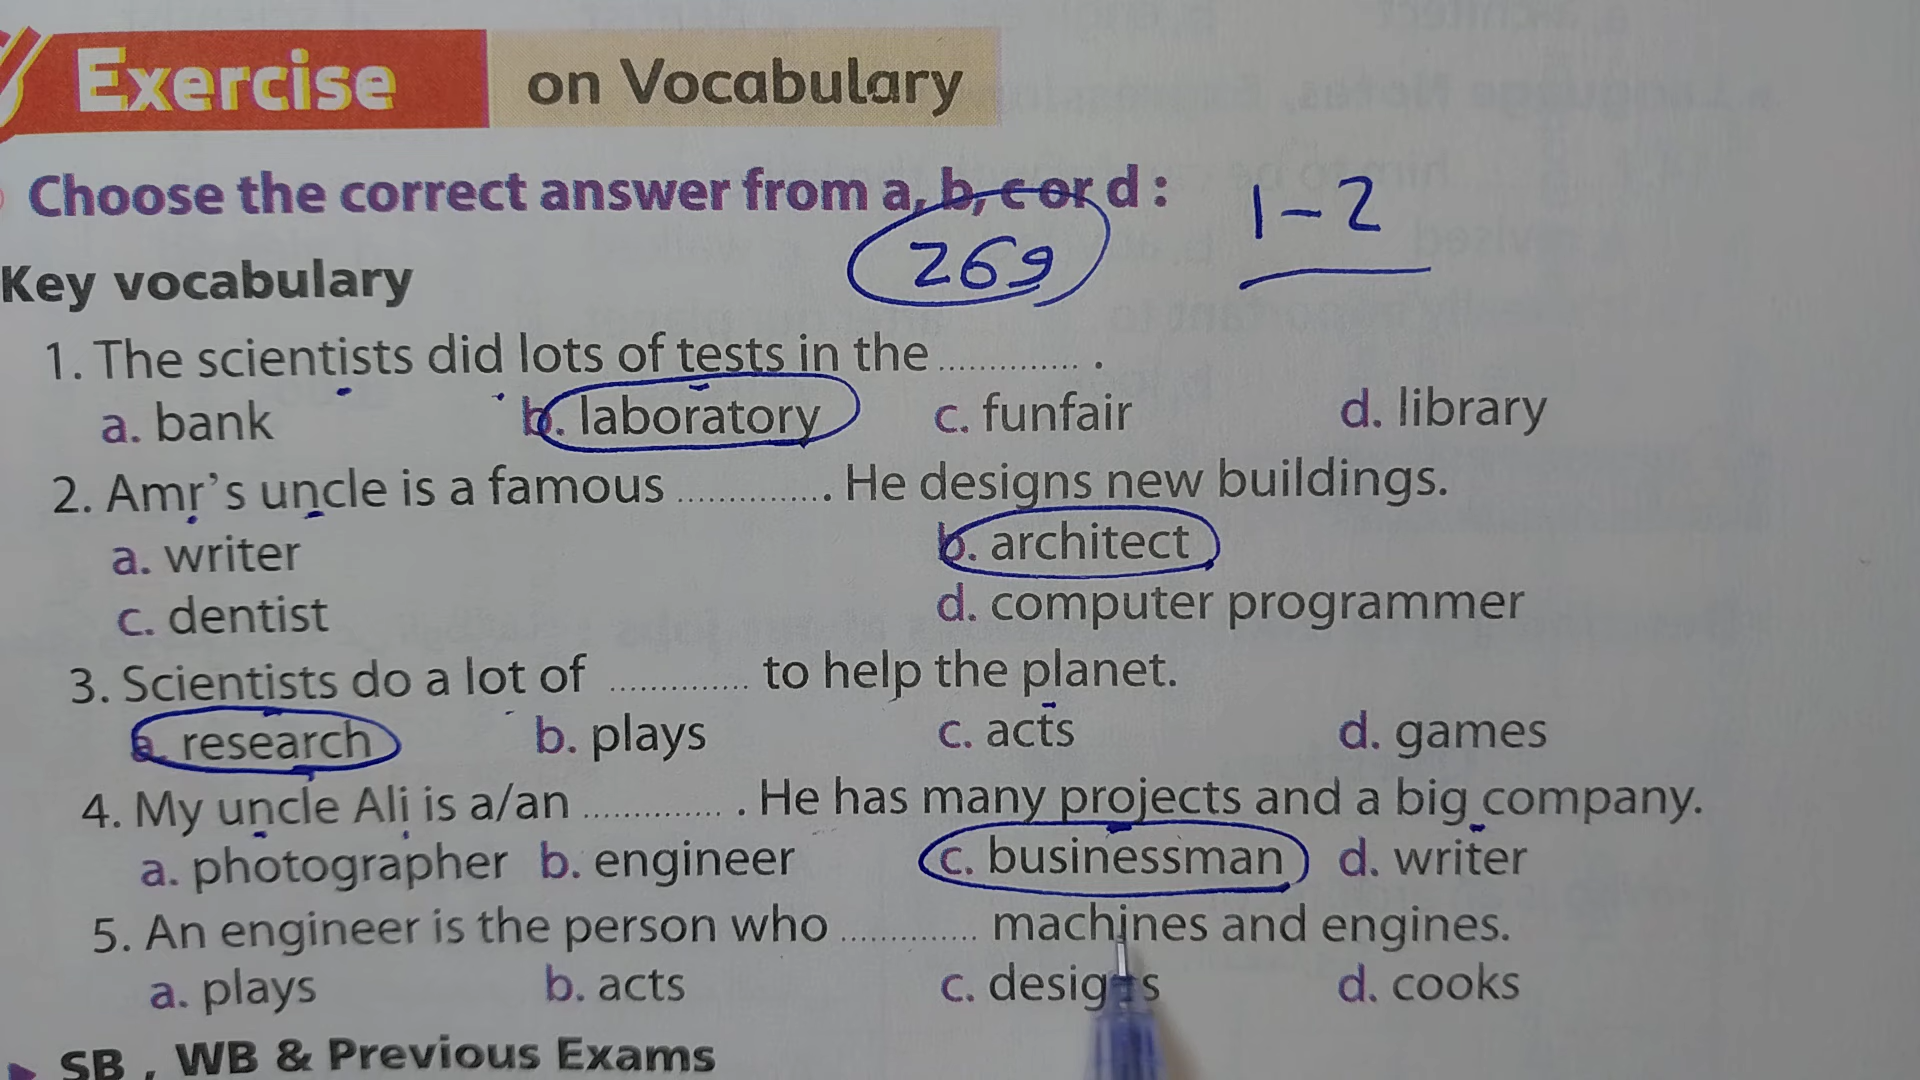 Exercise on Vocabulary
Choose the correct answer from a, b, c or d :
1-2
Key vocabulary
269
1. The scientists did lots of tests in the ............. .
a. bank b. laboratory c. funfair d. library
2. Amr's uncle is a famous ............. . He designs new buildings.
a. writer b. architect
c. dentist d. computer programmer
3. Scientists do a lot of ............. to help the planet.
a. research b. plays c. acts d. games
4. My uncle Ali is a/an ............. . He has many projects and a big company.
a. photographer b. engineer c. businessman d. writer
5. An engineer is the person who ............. machines and engines.
a. plays b. acts c. designs d. cooks
SB , WB & Previous Exams